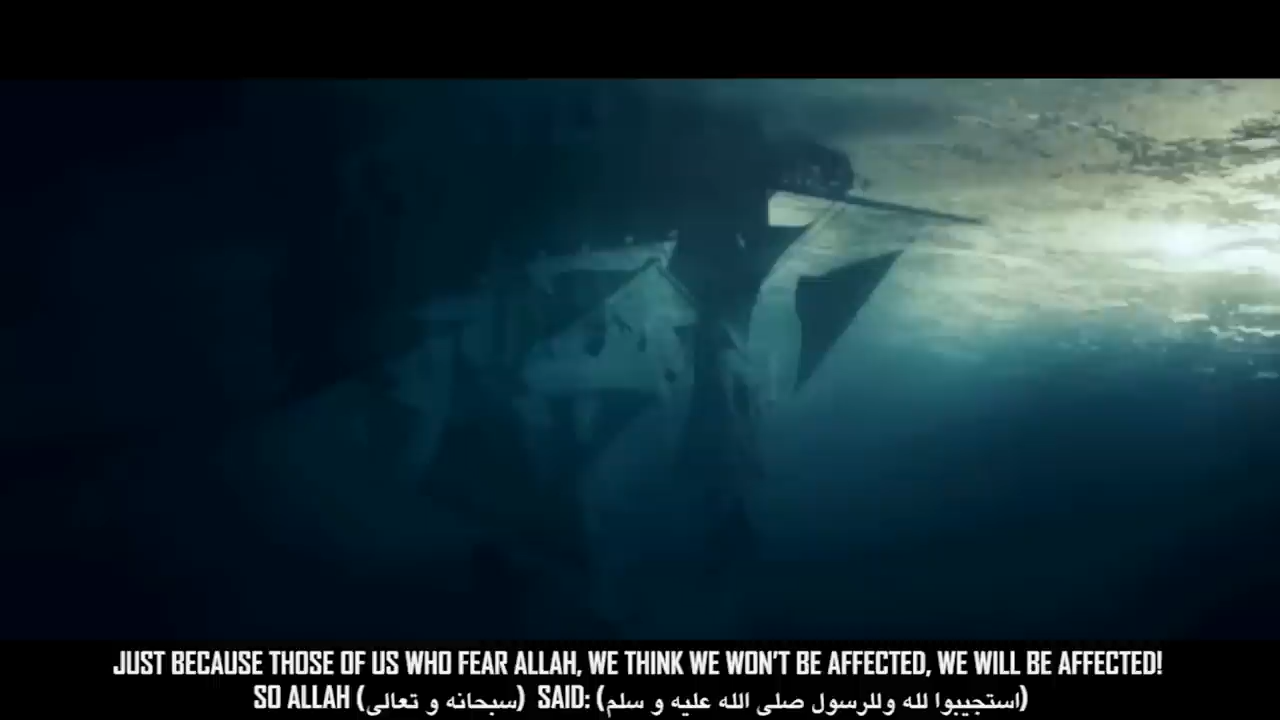 JUST BECAUSE THOSE OF US WHO FEAR ALLAH, WE THINK WE WON'T BE AFFECTED, WE WILL BE AFFECTED!
SO ALLAH (سبحانه و تعالى) SAID: (استجيبوا لله وللرسول صلى الله عليه و سلم)